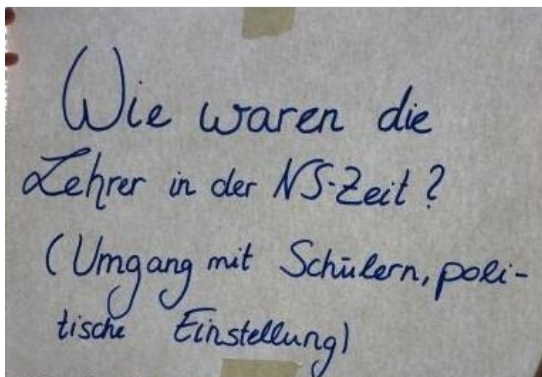 Wie waren die
Lehrer in der NS-Zeit?
(Umgang mit Schülern, poli-
tische Einstellung)